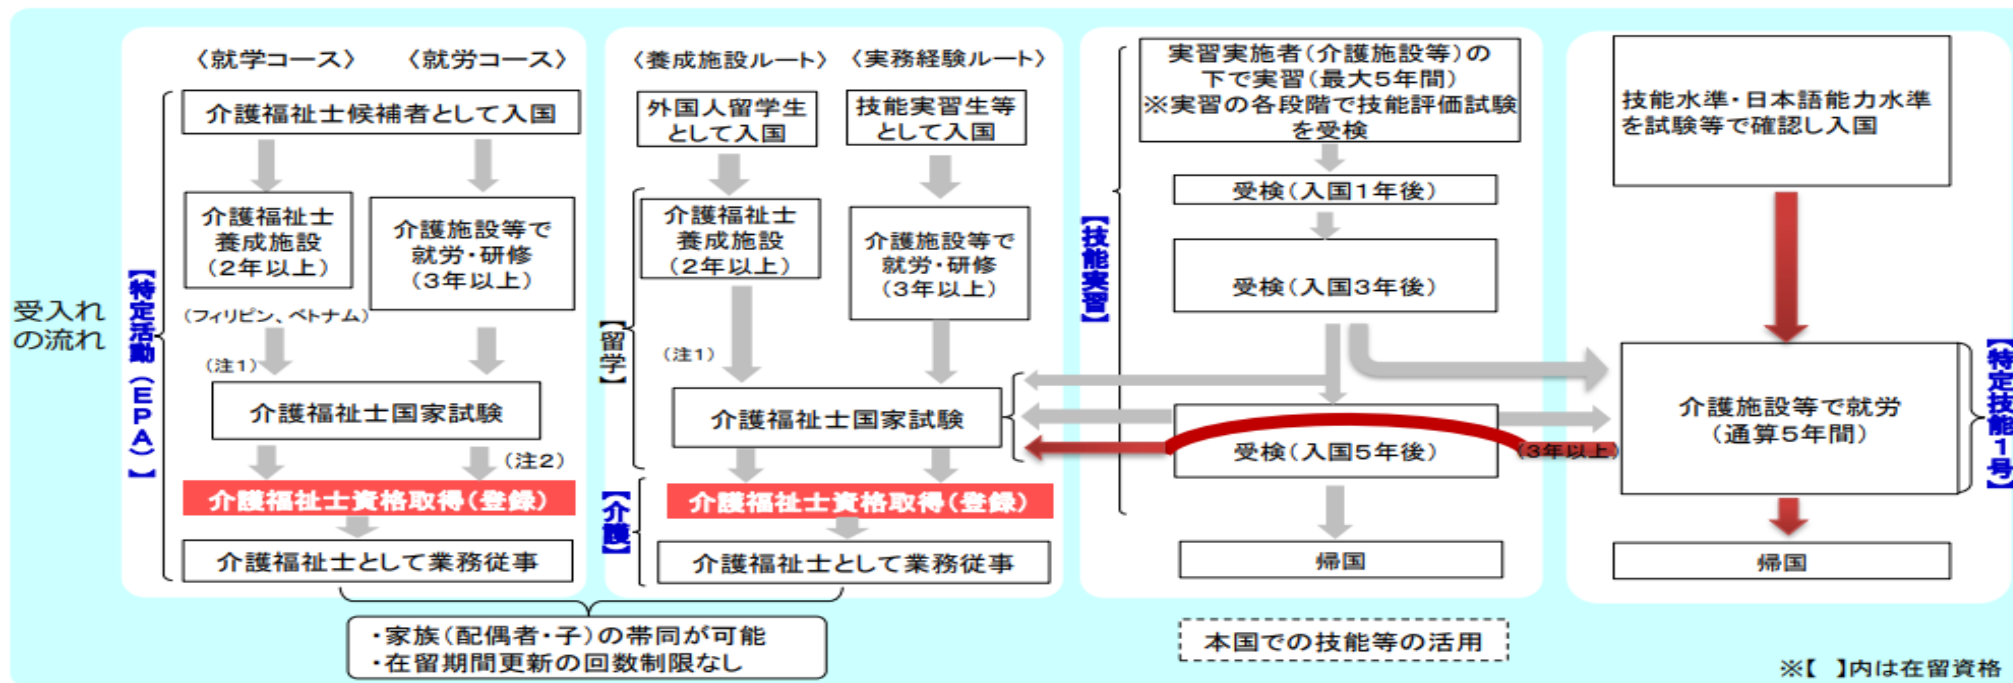 受入れ
の流れ
【特定活動(EPA)】
〈就学コース〉
〈就労コース〉
介護福祉士候補者として入国
介護福祉士
養成施設
(2年以上)
介護施設等で
就労・研修
(3年以上)
(フィリピン、ベトナム)
(注1)
介護福祉士国家試験
(注2)
介護福祉士資格取得(登録)
介護福祉士として業務従事
〈養成施設ルート〉
〈実務経験ルート〉
外国人留学生
として入国
技能実習生等
として入国
【留学】
介護福祉士
養成施設
(2年以上)
介護施設等で
就労・研修
(3年以上)
(注1)
介護福祉士国家試験
【介護】
介護福祉士資格取得(登録)
介護福祉士として業務従事
・家族(配偶者・子)の帯同が可能
・在留期間更新の回数制限なし
【技能実習】
実習実施者(介護施設等)の
下で実習(最大5年間)
※実習の各段階で技能評価試験
を受検
受検(入国1年後)
受検(入国3年後)
受検(入国5年後)
帰国
本国での技能等の活用
技能水準・日本語能力水準
を試験等で確認し入国
(3年以上)
介護施設等で就労
(通算5年間)
【特定技能1号】
帰国
※【 】内は在留資格